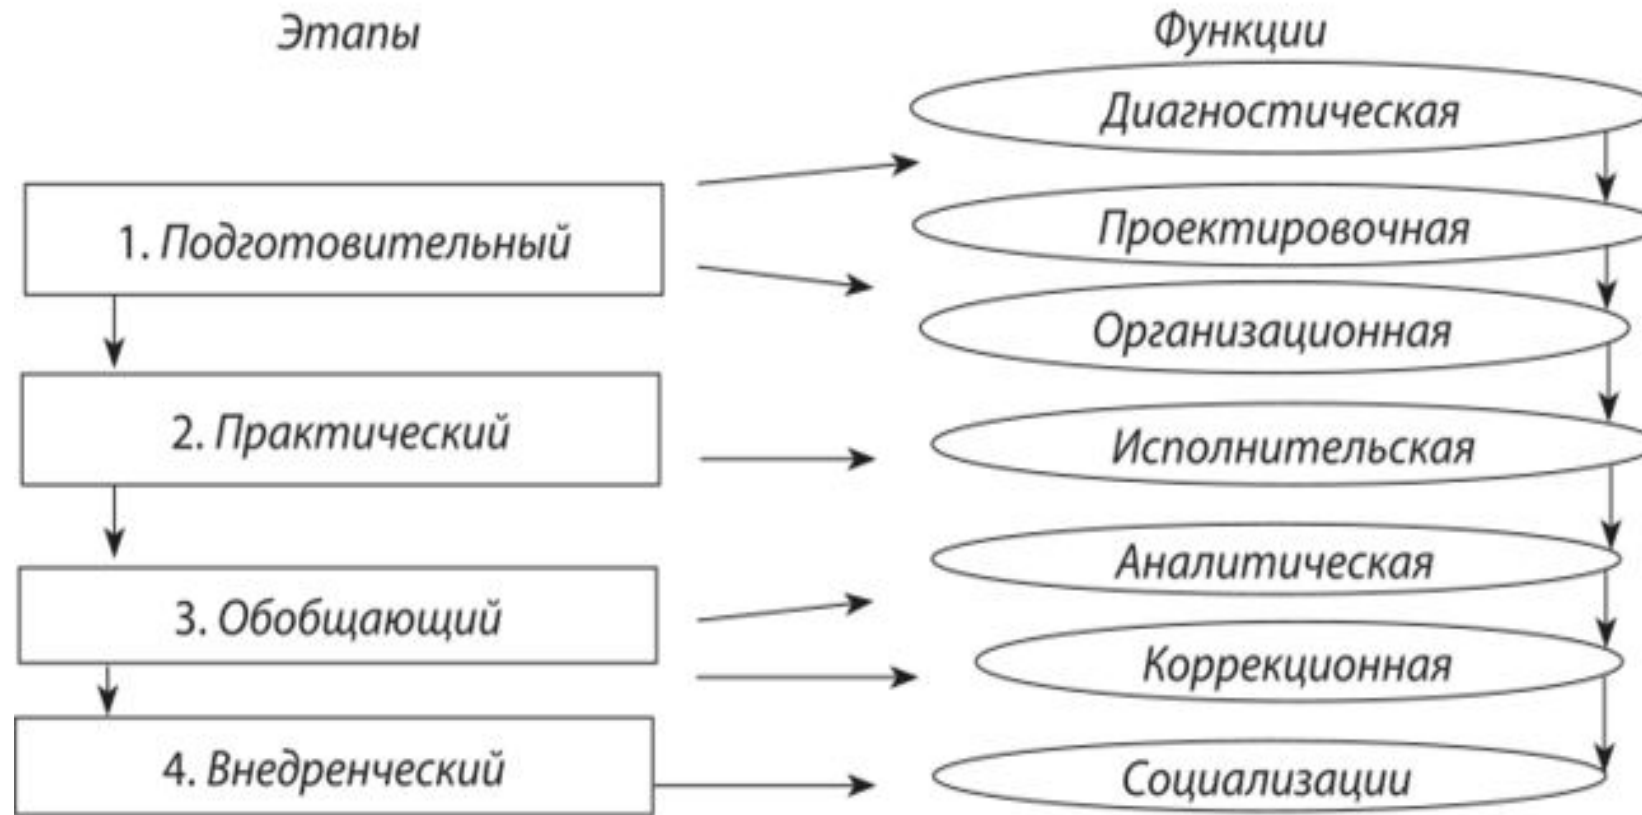 Этапы
Функции
Диагностическая
1. Подготовительный
Проектировочная
Организационная
2. Практический
Исполнительская
Аналитическая
3. Обобщающий
Коррекционная
4. Внедренческий
Социализации